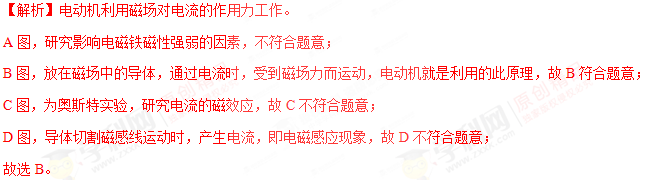 【解析】电动机利用磁场对电流的作用力工作。
A 图，研究影响电磁铁磁性强弱的因素，不符合题意；
B 图，放在磁场中的导体，通过电流时，受到磁场力而运动，电动机就是利用的此原理，故 B 符合题意；
C 图，为奥斯特实验，研究电流的磁效应，故 C 不符合题意；
D 图，导体切割磁感线运动时，产生电流，即电磁感应现象，故 D 不符合题意；
故选 B。